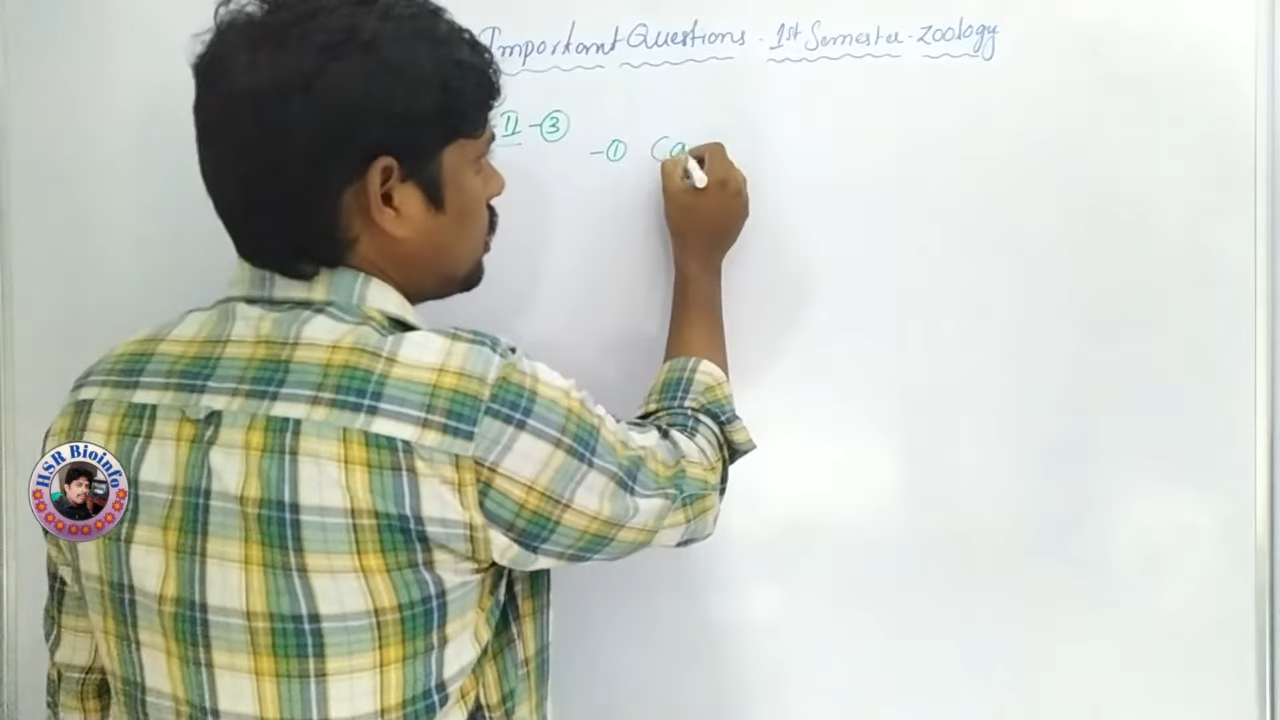 Important Questions - 1st Semester - Zoology
II - 3
- 1 Ca
HSR Bioinfo